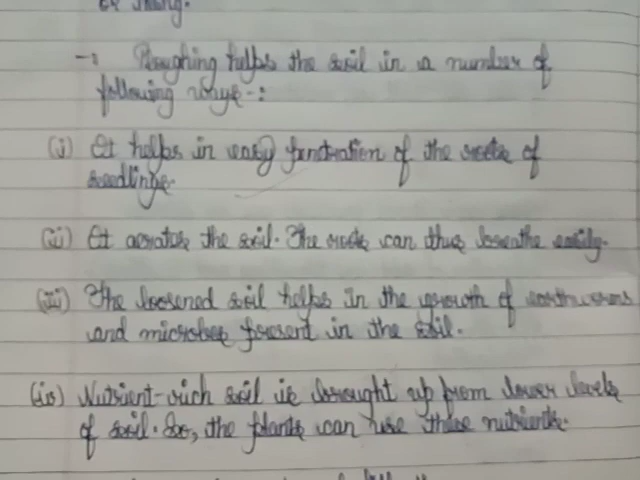 -: Ploughing helps the soil in a number of
following ways-:
(i) It helps in easy penetration of the roots of
seedlings.
(ii) It aerates the soil. The roots can thus breathe easily.
(iii) The loosened soil helps in the growth of earthworms
and microbes present in the soil.
(iv) Nutrient-rich soil is brought up from lower levels
of soil. So, the plants can use these nutrients.